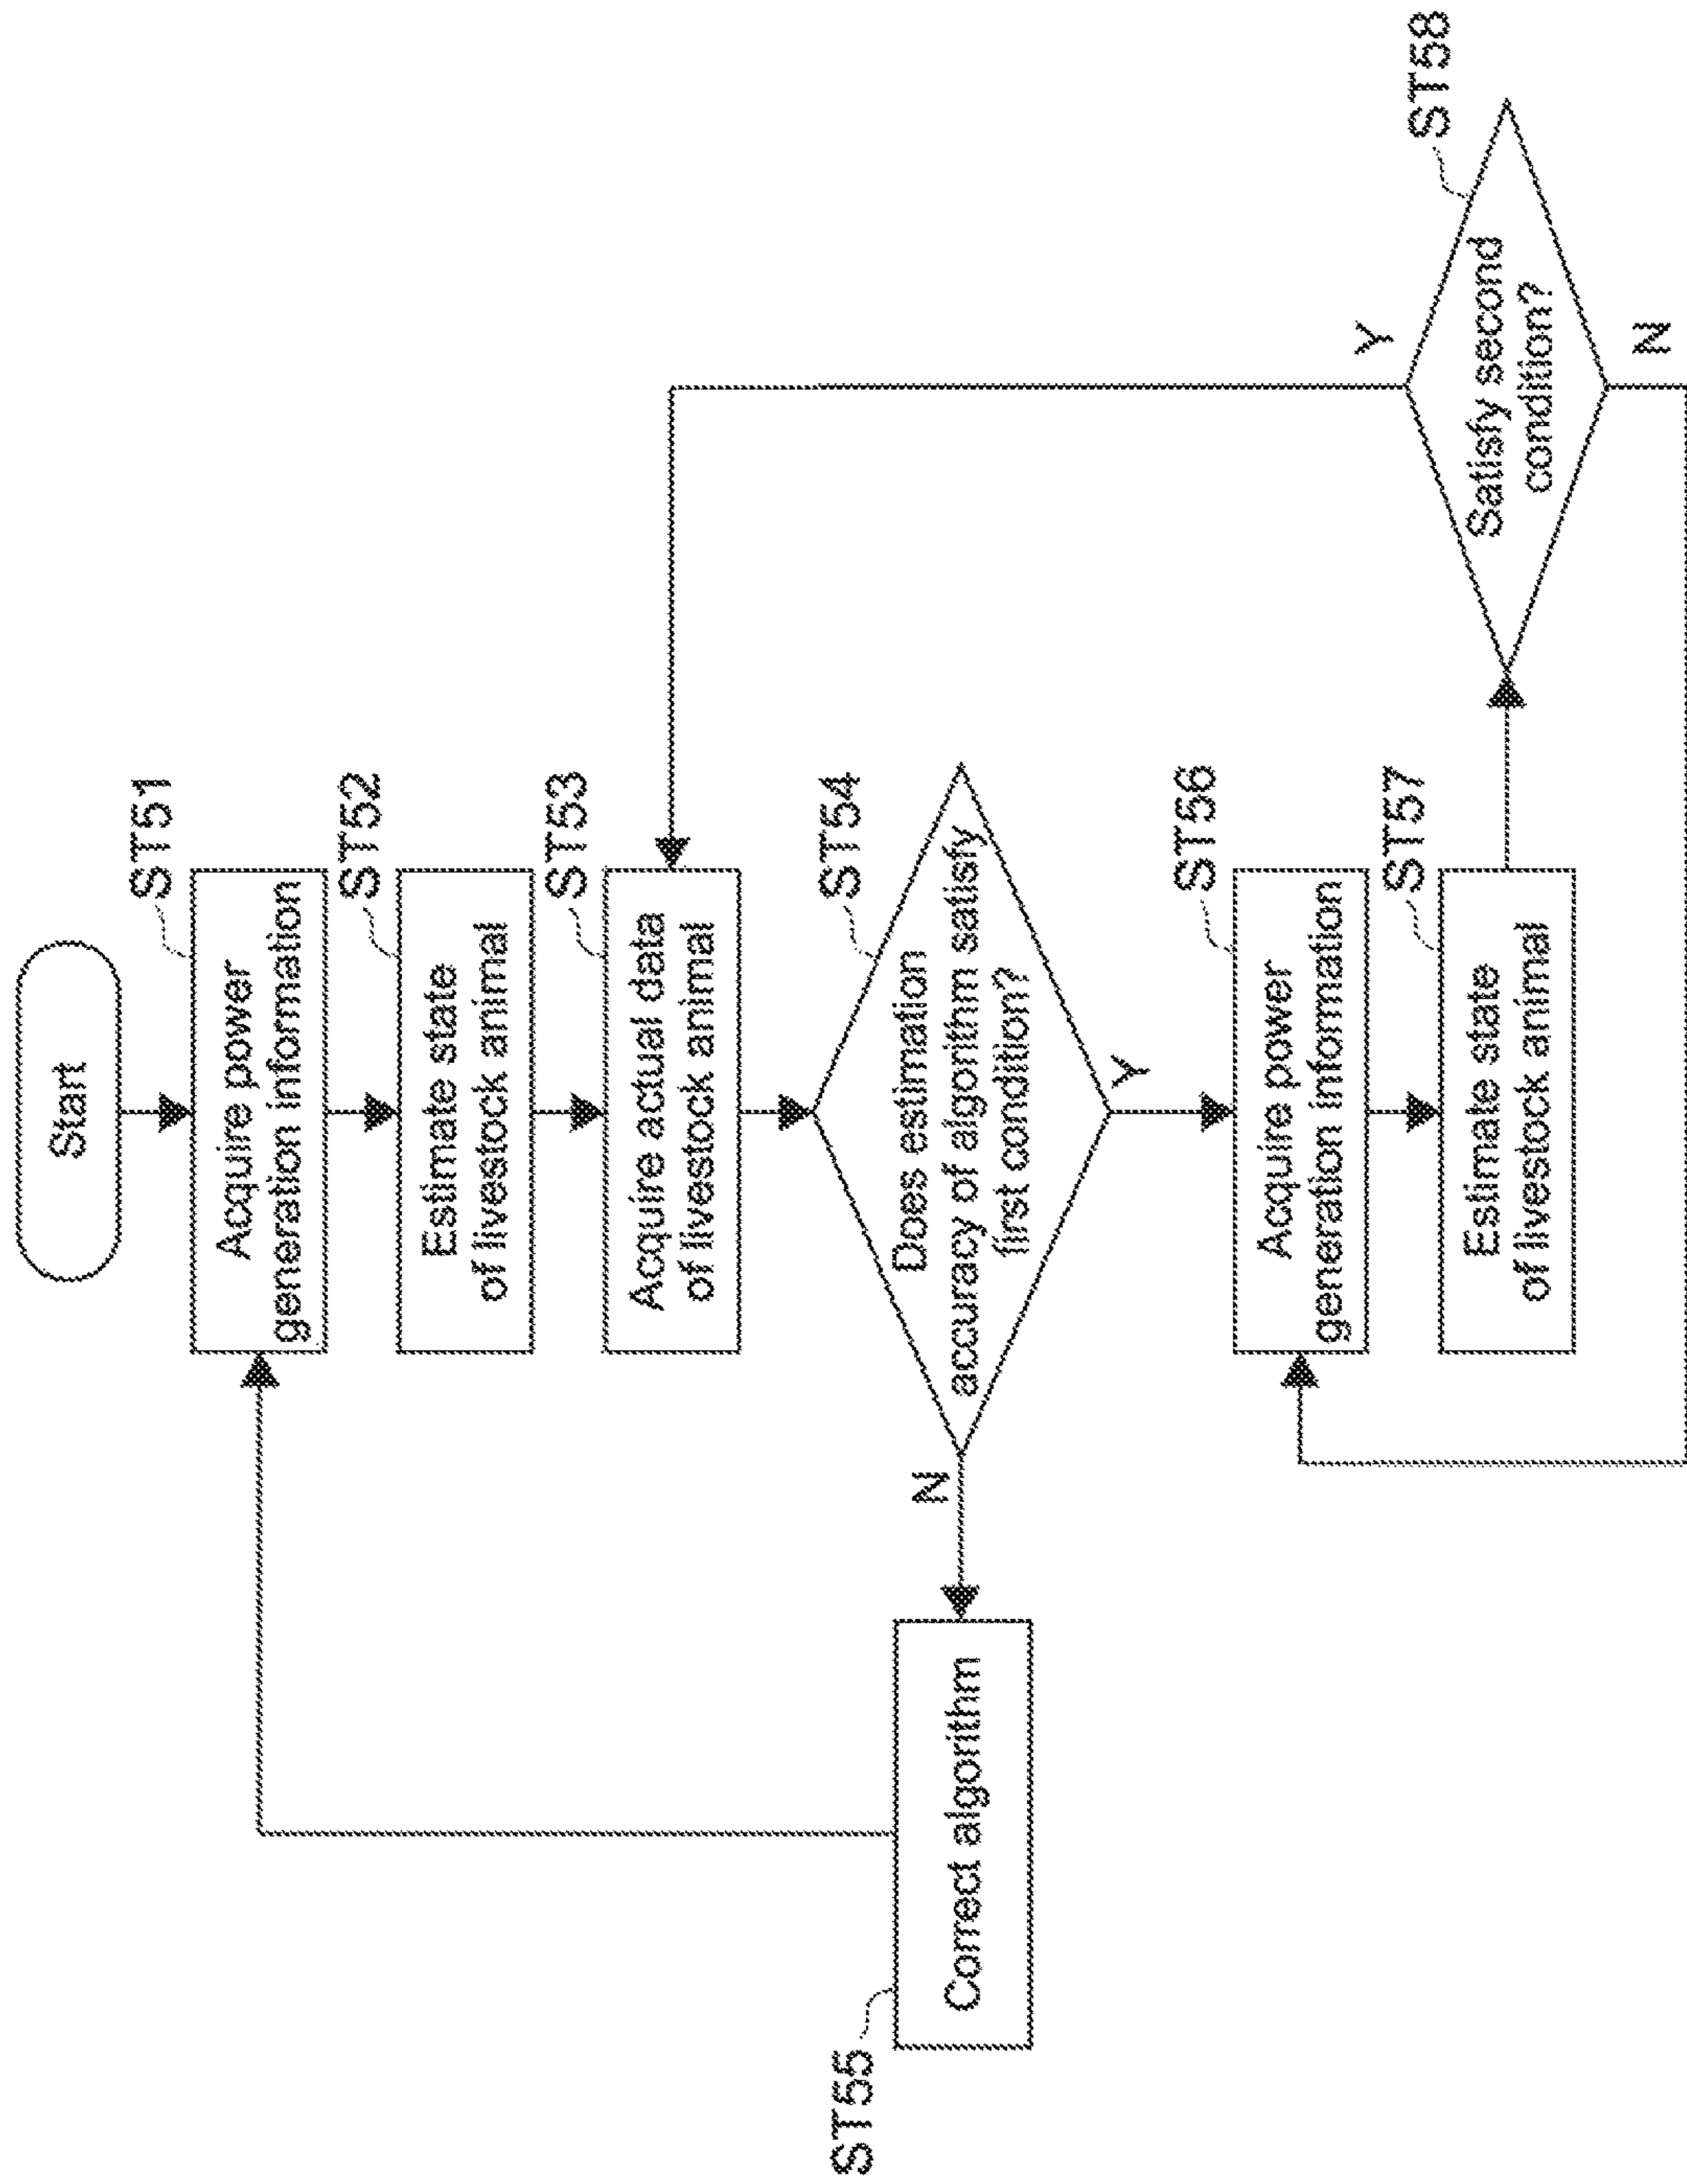 Start
ST51
Acquire power
generation information
ST52
Estimate state
of livestock animal
ST53
Acquire actual data
of livestock animal
ST54
Does estimation
accuracy of algorithm satisfy
first condition?
N
Y
ST55
Correct algorithm
ST56
Acquire power
generation information
ST57
Estimate state
of livestock animal
ST58
Satisfy second
condition?
Y
N